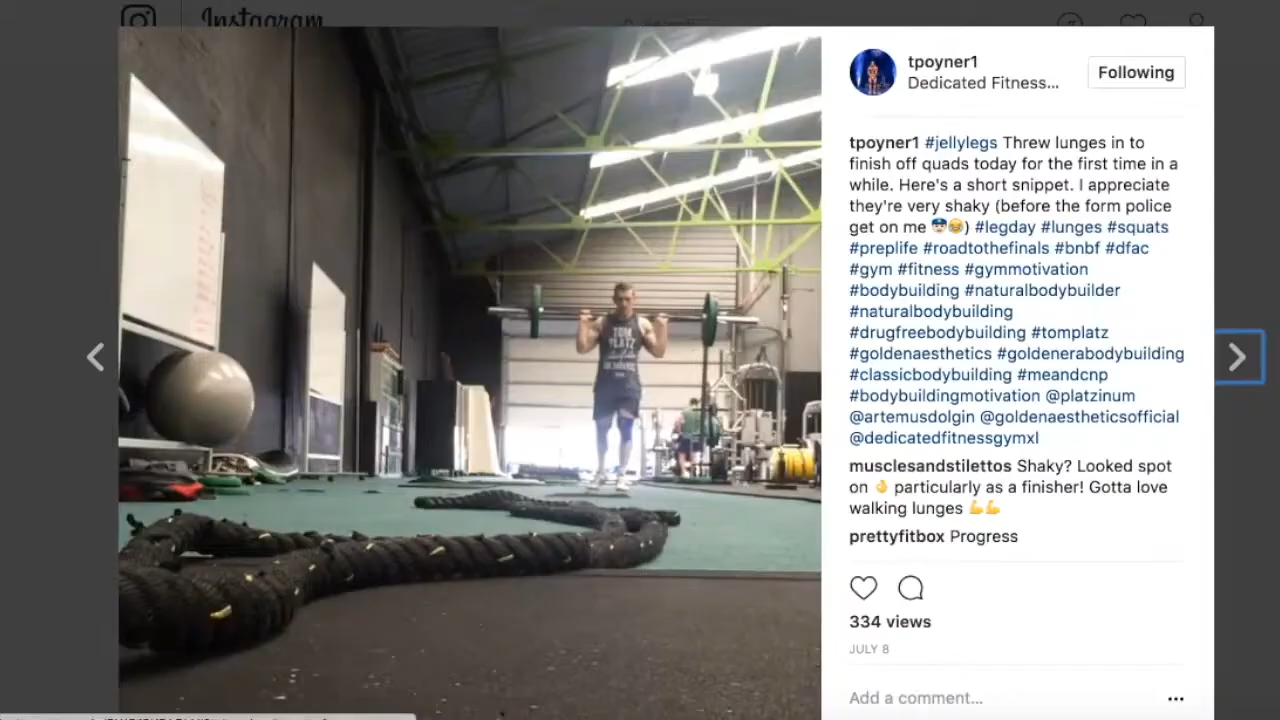 Instagram
tpoyner1
Dedicated Fitness...
Following
tpoyner1 #jellylegs Threw lunges in to
finish off quads today for the first time in a
while. Here's a short snippet. I appreciate
they're very shaky (before the form police
get on me 👮😂) #legday #lunges #squats
#preplife #roadtothefinals #bnbf #dfac
#gym #fitness #gymmotivation
#bodybuilding #naturalbodybuilder
#naturalbodybuilding
#drugfreebodybuilding #tomplatz
#goldenaesthetics #goldenerabodybuilding
#classicbodybuilding #meandcnp
#bodybuildingmotivation @platzinum
@artemusdolgin @goldenaestheticsofficial
@dedicatedfitnessgymxl
musclesandstilettos Shaky? Looked spot
on 👌 particularly as a finisher! Gotta love
walking lunges 💪💪
prettyfitbox Progress
334 views
JULY 8
Add a comment...
TOM
PLATZ